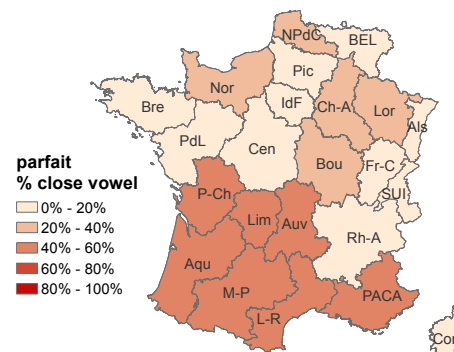 NPdC
BEL
Pic
Nor
IdF
Ch-A
Lor
Als
Bre
PdL
Cen
Bou
Fr-C
SUI
parfait
% close vowel
0% - 20%
20% - 40%
40% - 60%
60% - 80%
80% - 100%
P-Ch
Lim
Auv
Rh-A
Aqu
M-P
L-R
PACA
Cor